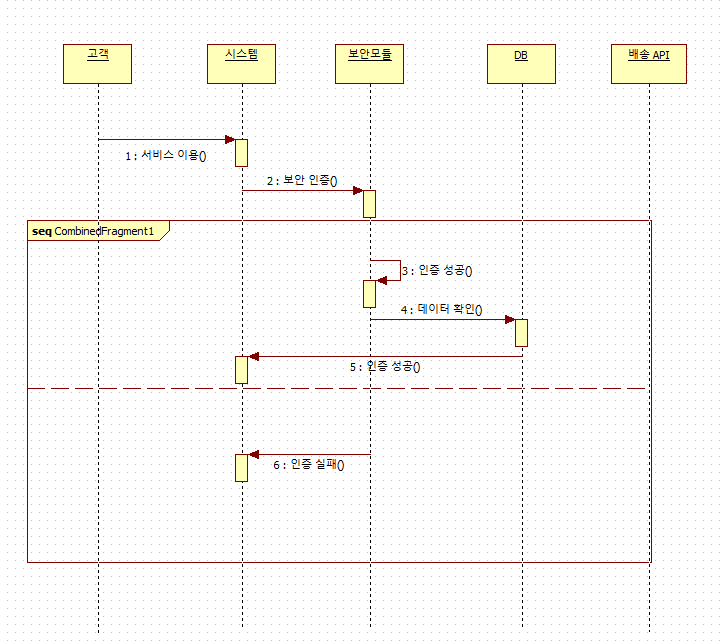 고객
시스템
보안모듈
DB
배송 API
1 : 서비스 이용()
2 : 보안 인증()
seq CombinedFragment1
3 : 인증 성공()
4 : 데이터 확인()
5 : 인증 성공()
6 : 인증 실패()